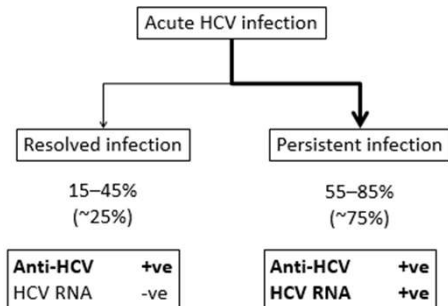 Acute HCV infection
Resolved infection
15–45%
(~25%)
Anti-HCV +ve
HCV RNA -ve
Persistent infection
55–85%
(~75%)
Anti-HCV +ve
HCV RNA +ve